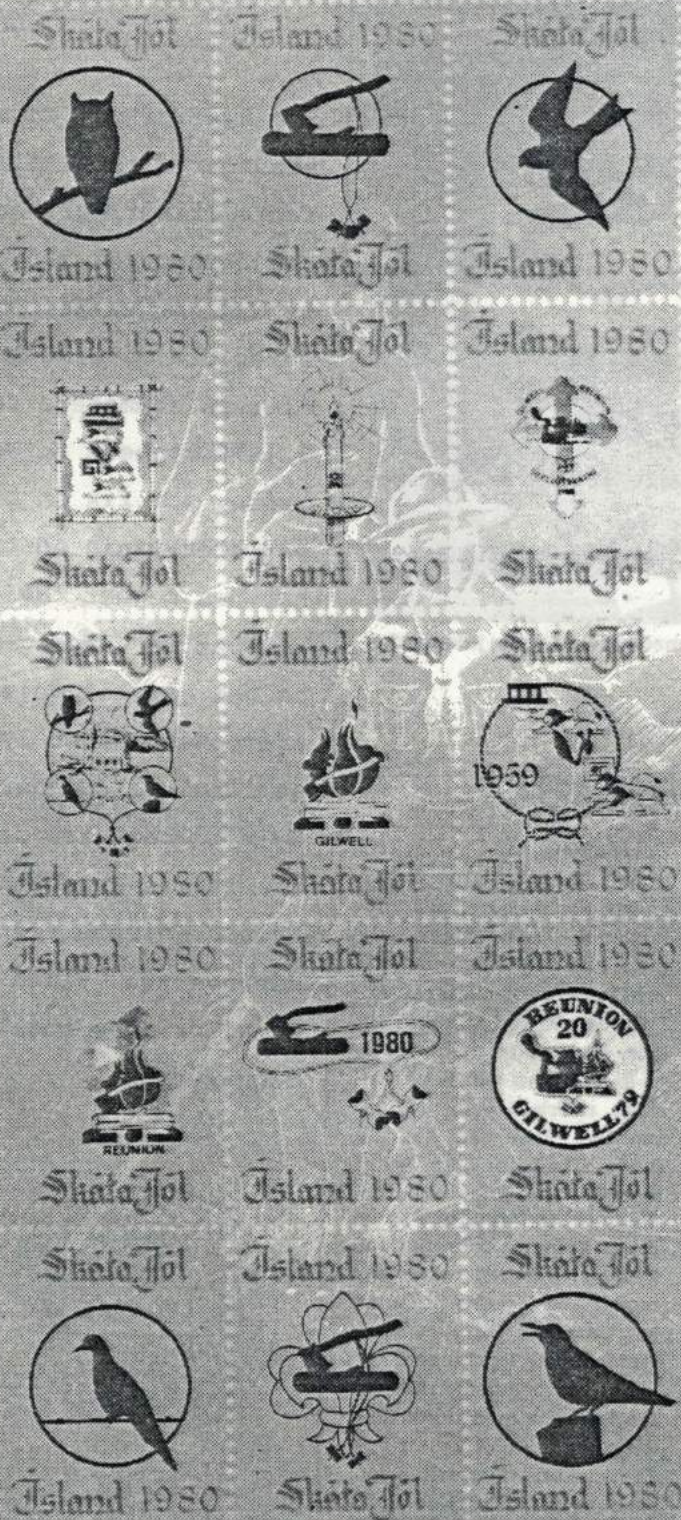 Skáta Jól Ísland 1980 Skáta Jól
Ísland 1980 Skáta Jól Ísland 1980
Ísland 1980 Skáta Jól Ísland 1980
Skáta Jól Ísland 1980 Skáta Jól
Skáta Jól Ísland 1980 Skáta Jól
1959
GILWELL
Ísland 1980 Skáta Jól Ísland 1980
Ísland 1980 Skáta Jól Ísland 1980
REUNION
20
1980
GILWELL 79
REUNION
Skáta Jól Ísland 1980 Skáta Jól
Skáta Jól Ísland 1980 Skáta Jól
Ísland 1980 Skáta Jól Ísland 1980